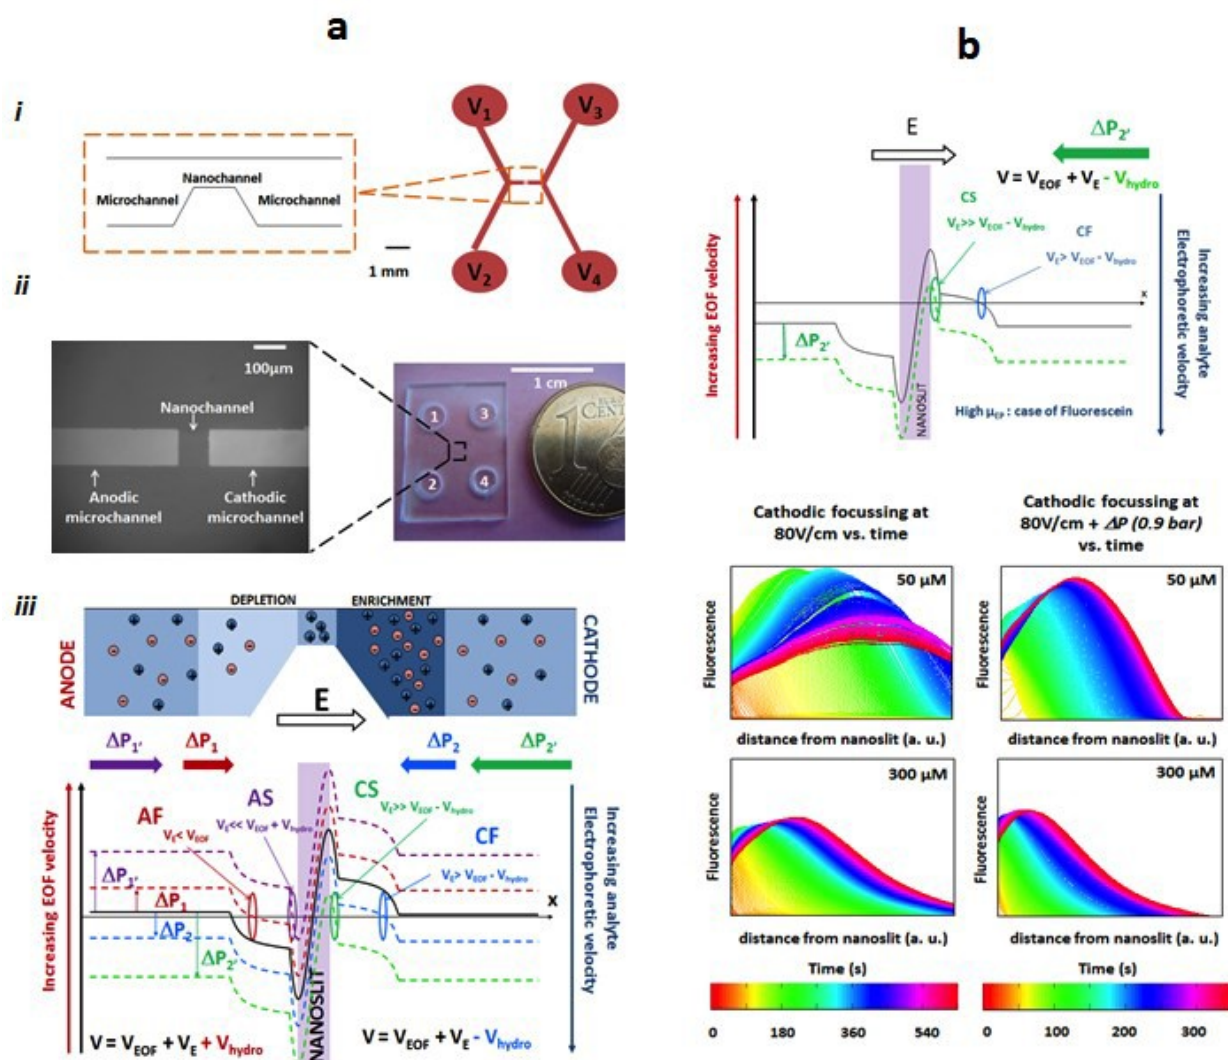 a
b
i
V1
V3
Nanochannel
Microchannel
Microchannel
1 mm
V2
V4
ii
100µm
Nanochannel
Anodic
microchannel
Cathodic
microchannel
1 cm
1
3
2
4
1
CENT
iii
DEPLETION
ENRICHMENT
ANODE
CATHODE
E
ΔP1'
ΔP1
ΔP2
ΔP2'
Increasing EOF velocity
AF
VE< VEOF
AS
VE<< VEOF + Vhydro
CS
VE>> VEOF - Vhydro
CF
VE> VEOF - Vhydro
ΔP1'
ΔP1
ΔP2
ΔP2'
x
NANOSLIT
Increasing analyte
Electrophoretic velocity
V = VEOF + VE + Vhydro
V = VEOF + VE - Vhydro
E
ΔP2'
V = VEOF + VE - Vhydro
CS
VE>> VEOF - Vhydro
CF
VE> VEOF - Vhydro
x
Increasing EOF velocity
ΔP2'
NANOSLIT
High µEP : case of Fluorescein
Increasing analyte
Electrophoretic velocity
Cathodic focussing at
80V/cm vs. time
Cathodic focussing at
80V/cm + ΔP (0.9 bar)
vs. time
50 µM
Fluorescence
distance from nanoslit (a. u.)
50 µM
Fluorescence
distance from nanoslit (a. u.)
300 µM
Fluorescence
distance from nanoslit (a. u.)
300 µM
Fluorescence
distance from nanoslit (a. u.)
Time (s)
0 180 360 540
Time (s)
0 100 200 300